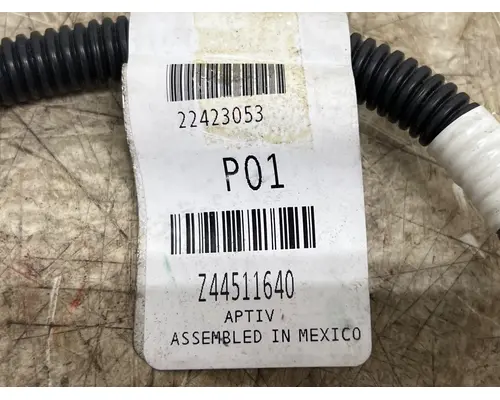 22423053
P01
Z44511640
APTIV
ASSEMBLED IN MEXICO